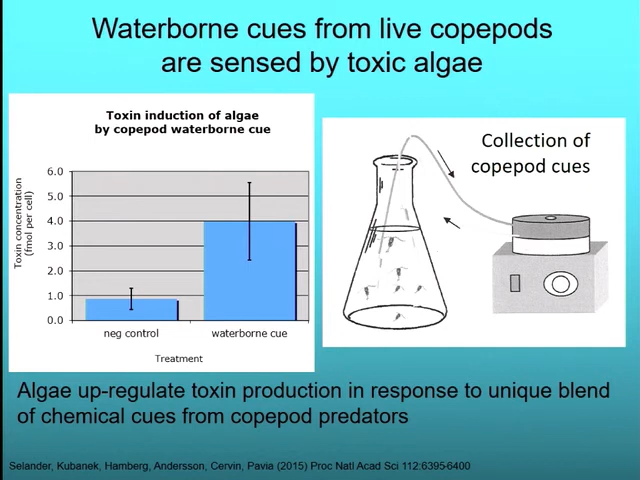 Waterborne cues from live copepods
are sensed by toxic algae
Toxin induction of algae
by copepod waterborne cue
Toxin concentration
(fmol per cell)
6.0
5.0
4.0
3.0
2.0
1.0
0.0
neg control
waterborne cue
Treatment
Collection of
copepod cues
Algae up-regulate toxin production in response to unique blend
of chemical cues from copepod predators
Selander, Kubanek, Hamberg, Andersson, Cervin, Pavia (2015) Proc Natl Acad Sci 112:6395-6400